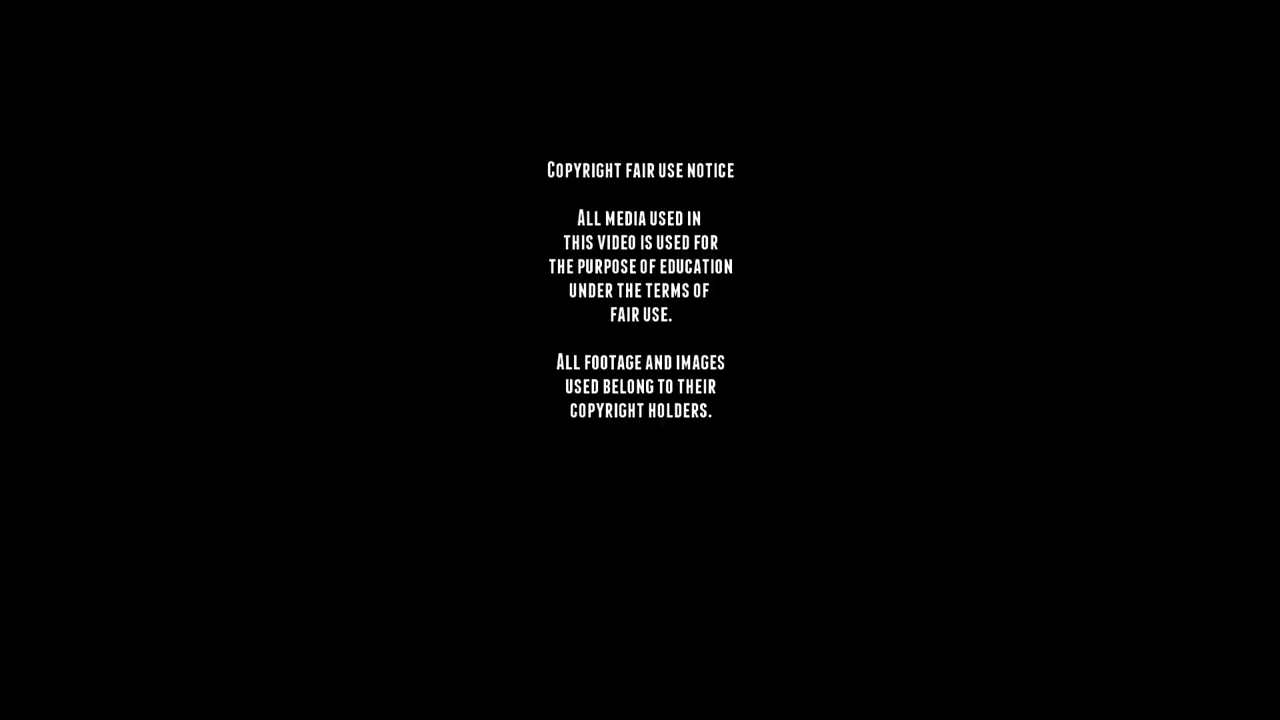 Copyright fair use notice
All media used in
this video is used for
the purpose of education
under the terms of
fair use.
All footage and images
used belong to their
copyright holders.